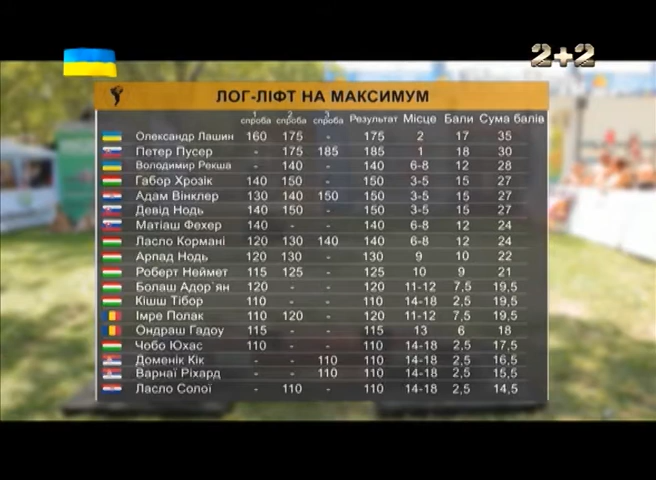 2+2
ЛОГ-ЛІФТ НА МАКСИМУМ
1 спроба 2 спроба 3 спроба Результат Місце Бали Сума балів
Олександр Лашин 160 175 - 175 2 17 35
Петер Пусер - 175 185 185 1 18 30
Володимир Рекша - 140 - 140 6-8 12 28
Габор Хрозік 140 150 - 150 3-5 15 27
Адам Вінклер 130 140 150 150 3-5 15 27
Девід Нодь 140 150 - 150 3-5 15 27
Матіаш Фехер 140 - - 140 6-8 12 24
Ласло Кормані 120 130 140 140 6-8 12 24
Арпад Нодь 120 130 - 130 9 10 22
Роберт Неймет 115 125 - 125 10 9 21
Болаш Адор`ян 120 - - 120 11-12 7,5 19,5
Кішш Тібор 110 - - 110 14-18 2,5 19,5
Імре Полак 110 120 - 120 11-12 7,5 19,5
Ондраш Гадоу 115 - - 115 13 6 18
Чобо Юхас 110 - - 110 14-18 2,5 17,5
Доменік Кік - - 110 110 14-18 2,5 16,5
Варнаї Ріхард - - 110 110 14-18 2,5 15,5
Ласло Солої - 110 - 110 14-18 2,5 14,5